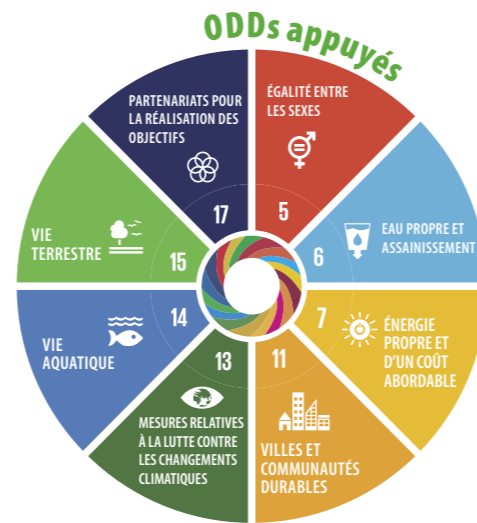 ODDs appuyés
ÉGALITÉ ENTRE
LES SEXES
5
EAU PROPRE ET
ASSAINISSEMENT
6
ÉNERGIE
PROPRE ET
D'UN COÛT
ABORDABLE
7
VILLES ET
COMMUNAUTÉS
DURABLES
11
MESURES RELATIVES
À LA LUTTE CONTRE
LES CHANGEMENTS
CLIMATIQUES
13
VIE
AQUATIQUE
14
VIE
TERRESTRE
15
PARTENARIATS POUR
LA RÉALISATION DES
OBJECTIFS
17